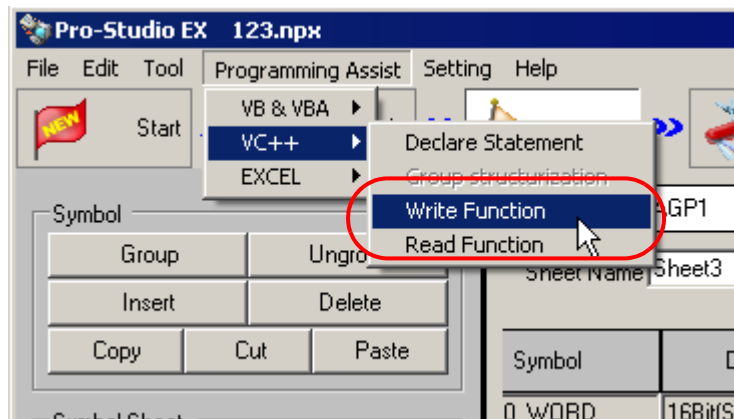 Pro-Studio EX 123.npx
File Edit Tool Programming Assist Setting Help
NEW Start
VB & VBA
VC++
EXCEL
Declare Statement
Group structurization
Write Function
Read Function
Symbol
Group
Insert Delete
Copy Cut Paste
AGP1
Sheet Name Sheet3
Symbol
0 WORD 16Bit(S
Symbol Sheet